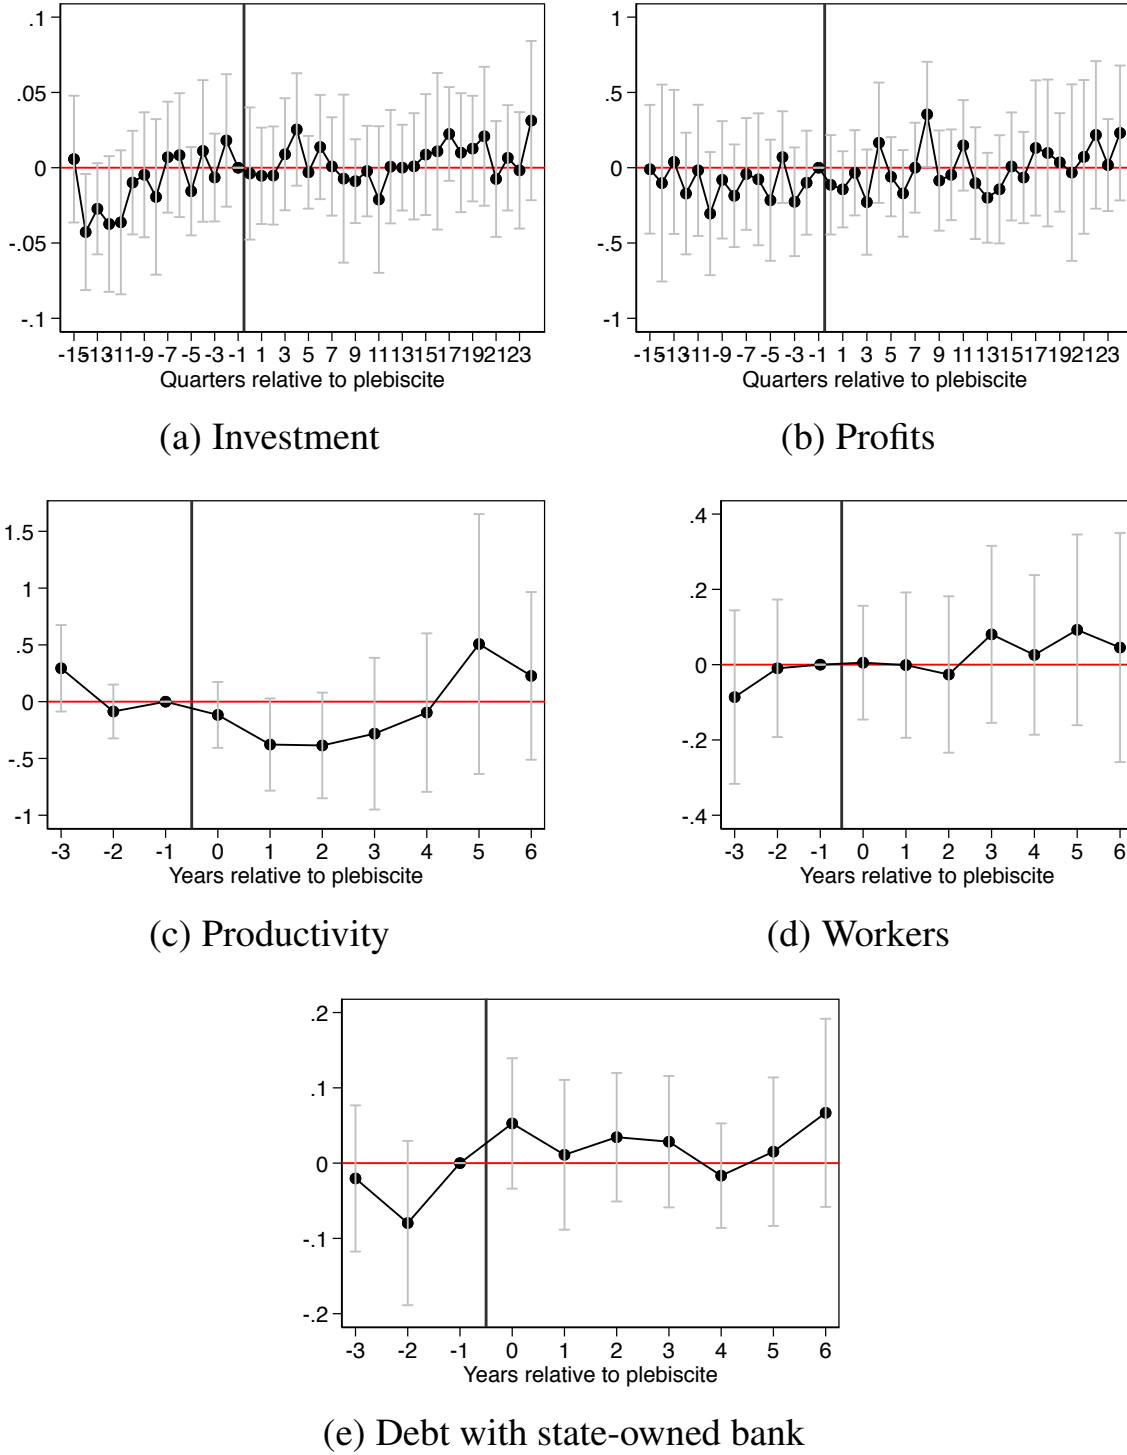 .1
.05
0
-.05
-.1
-15 -13 -11 -9 -7 -5 -3 -1 1 3 5 7 9 11 13 15 17 19 21 23
Quarters relative to plebiscite
(a) Investment
1
.5
0
-.5
-1
-15 -13 -11 -9 -7 -5 -3 -1 1 3 5 7 9 11 13 15 17 19 21 23
Quarters relative to plebiscite
(b) Profits
1.5
1
.5
0
-.5
-1
-3 -2 -1 0 1 2 3 4 5 6
Years relative to plebiscite
(c) Productivity
.4
.2
0
-.2
-.4
-3 -2 -1 0 1 2 3 4 5 6
Years relative to plebiscite
(d) Workers
.2
.1
0
-.1
-.2
-3 -2 -1 0 1 2 3 4 5 6
Years relative to plebiscite
(e) Debt with state-owned bank